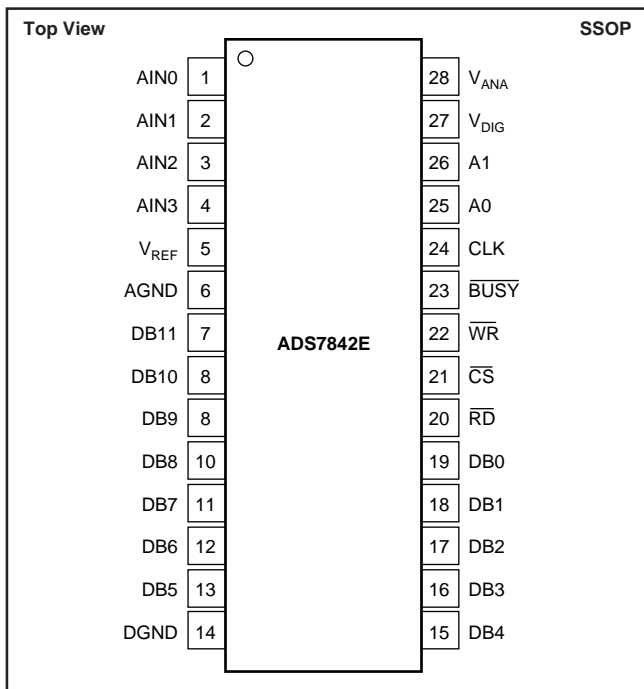 Top View SSOP
AIN0 1 28 VANA
AIN1 2 27 VDIG
AIN2 3 26 A1
AIN3 4 25 A0
VREF 5 24 CLK
AGND 6 23 BUSY
DB11 7 22 WR
ADS7842E
DB10 8 21 CS
DB9 8 20 RD
DB8 10 19 DB0
DB7 11 18 DB1
DB6 12 17 DB2
DB5 13 16 DB3
DGND 14 15 DB4